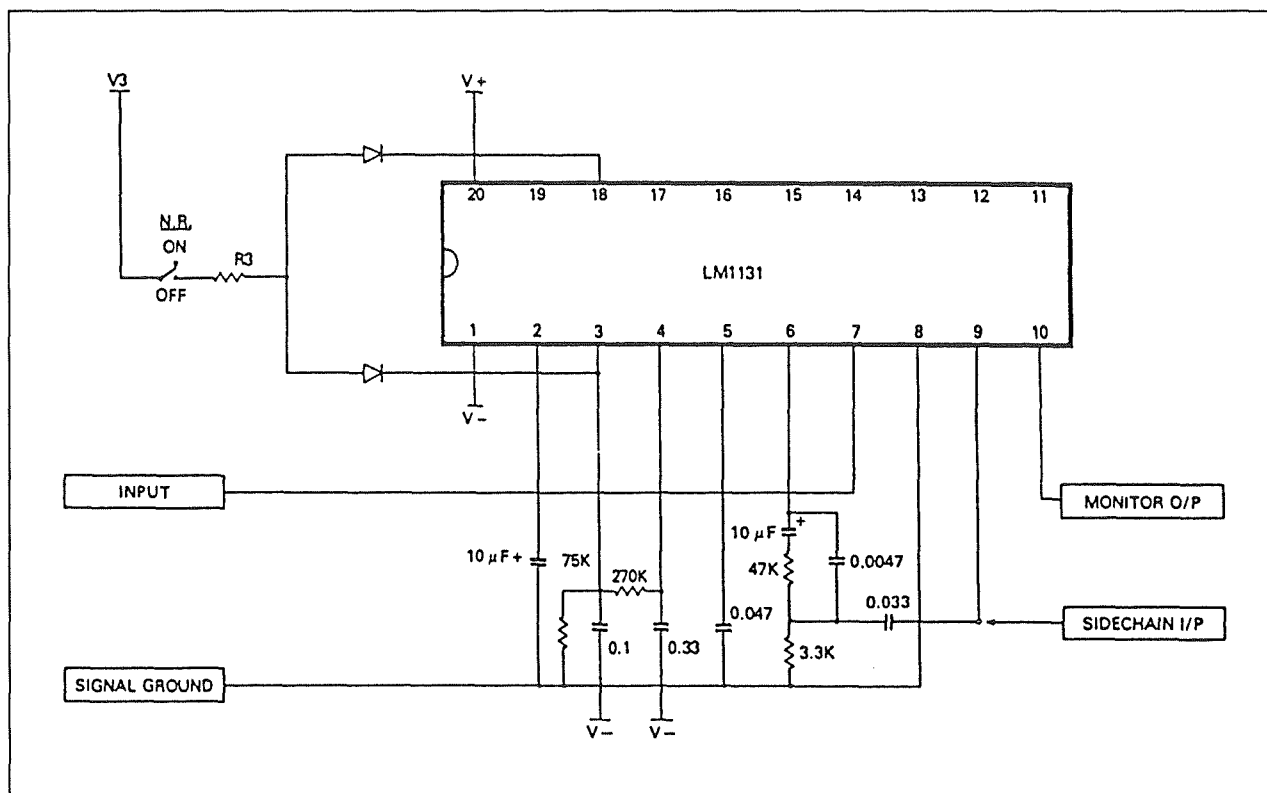 V3
V+
N.R.
ON
OFF
R3
20 19 18 17 16 15 14 13 12 11
LM1131
1 2 3 4 5 6 7 8 9 10
V-
INPUT
MONITOR O/P
10 µF +
75K
270K
0.047
10 µF +
47K
0.0047
0.033
0.1
0.33
3.3K
SIDECHAIN I/P
SIGNAL GROUND
V-
V-